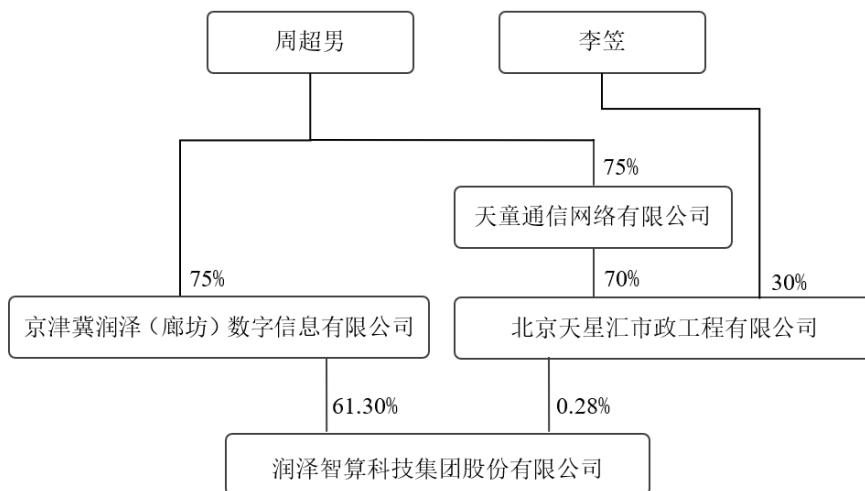 周超男
李笠
75%
天童通信网络有限公司
75%
70%
30%
京津冀润泽（廊坊）数字信息有限公司
北京天星汇市政工程有限公司
61.30%
0.28%
润泽智算科技集团股份有限公司